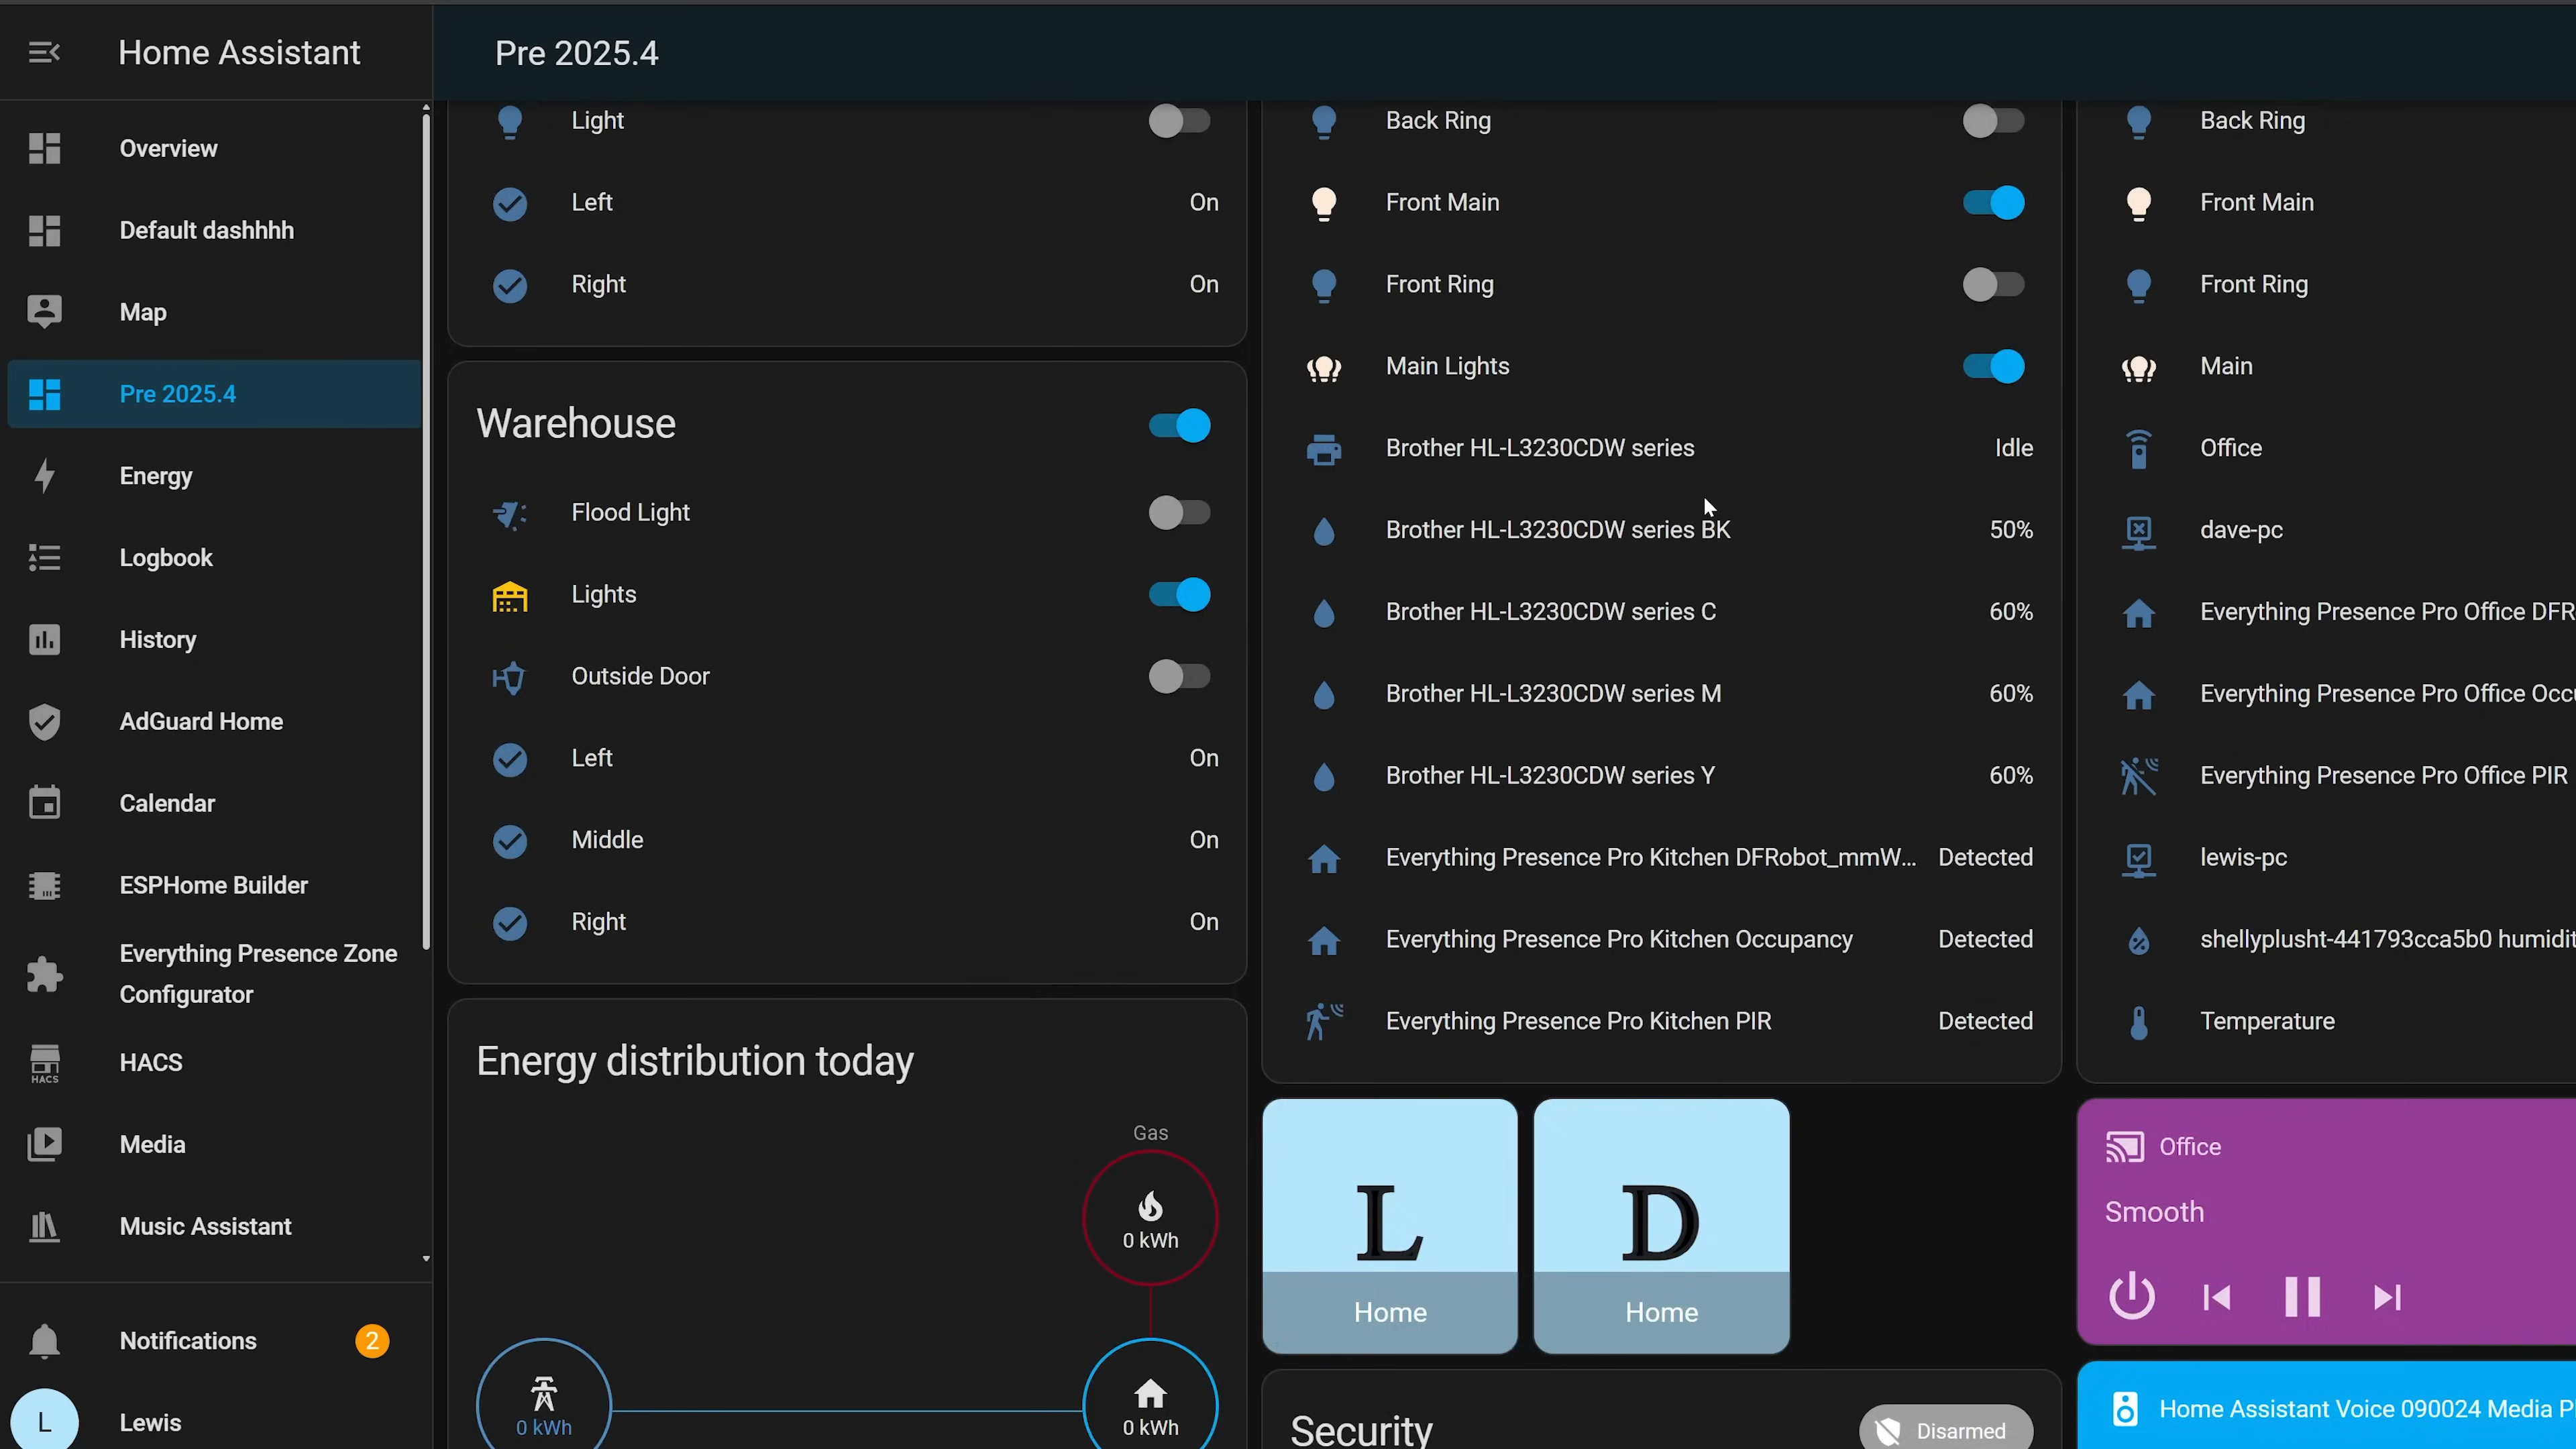 Home Assistant
Overview
Default dashhhh
Map
Pre 2025.4
Energy
Logbook
History
AdGuard Home
Calendar
ESPHome Builder
Everything Presence Zone
Configurator
HACS
HACS
Media
Music Assistant
Notifications 2
L Lewis
Pre 2025.4
Light
Left On
Right On
Warehouse
Flood Light
Lights
Outside Door
Left On
Middle On
Right On
Energy distribution today
Gas
0 kWh
0 kWh
0 kWh
Back Ring
Front Main
Front Ring
Main Lights
Brother HL-L3230CDW series Idle
Brother HL-L3230CDW series BK 50%
Brother HL-L3230CDW series C 60%
Brother HL-L3230CDW series M 60%
Brother HL-L3230CDW series Y 60%
Everything Presence Pro Kitchen DFRobot_mmW... Detected
Everything Presence Pro Kitchen Occupancy Detected
Everything Presence Pro Kitchen PIR Detected
L
Home
D
Home
Security Disarmed
Back Ring
Front Main
Front Ring
Main
Office
dave-pc
Everything Presence Pro Office DFR
Everything Presence Pro Office Occ
Everything Presence Pro Office PIR
lewis-pc
shellyplusht-441793cca5b0 humidit
Temperature
Office
Smooth
Home Assistant Voice 090024 Media P